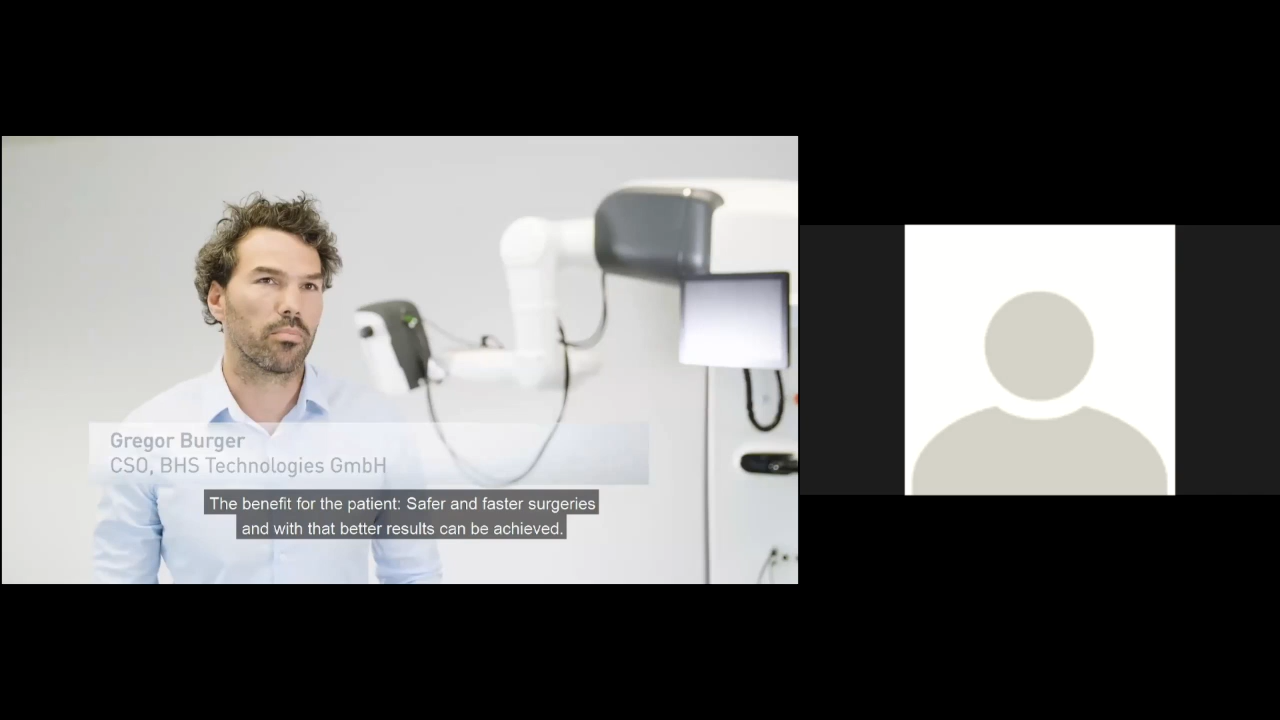 Gregor Burger
CSO, BHS Technologies GmbH
The benefit for the patient: Safer and faster surgeries
and with that better results can be achieved.